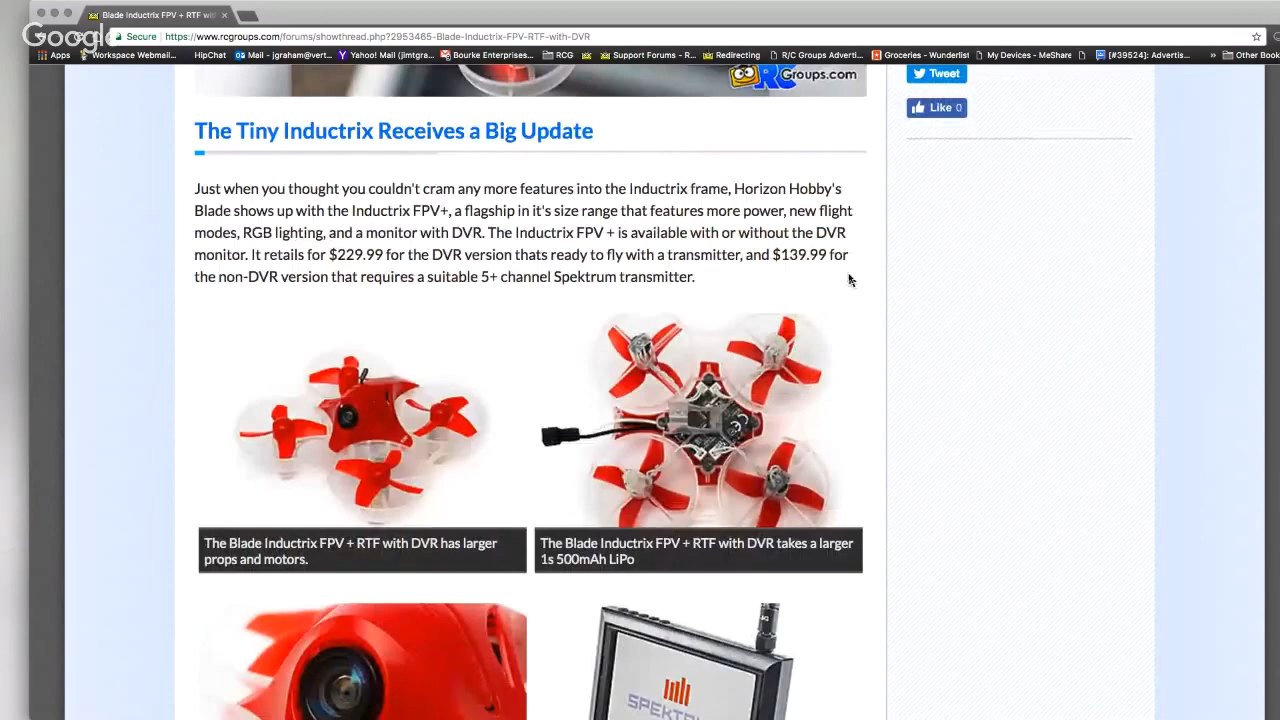 Blade Inductrix FPV + RTF with
Google
Secure https://www.rcgroups.com/forums/showthread.php?2953465-Blade-Inductrix-FPV-RTF-with-DVR
Apps Workspace Webmail... HipChat Mail - jgraham@vert... Yahoo! Mail (jimtgra... Bourke Enterprises... RCG Support Forums - R... Redirecting R/C Groups Adverti... Groceries - Wunderlist My Devices - MeShare [#39524]: Advertis... » Other Book
RCGroups.com
Tweet
Like 0
The Tiny Inductrix Receives a Big Update
Just when you thought you couldn't cram any more features into the Inductrix frame, Horizon Hobby's
Blade shows up with the Inductrix FPV+, a flagship in it's size range that features more power, new flight
modes, RGB lighting, and a monitor with DVR. The Inductrix FPV + is available with or without the DVR
monitor. It retails for $229.99 for the DVR version thats ready to fly with a transmitter, and $139.99 for
the non-DVR version that requires a suitable 5+ channel Spektrum transmitter.
The Blade Inductrix FPV + RTF with DVR has larger
props and motors.
The Blade Inductrix FPV + RTF with DVR takes a larger
1s 500mAh LiPo
SPEKTR